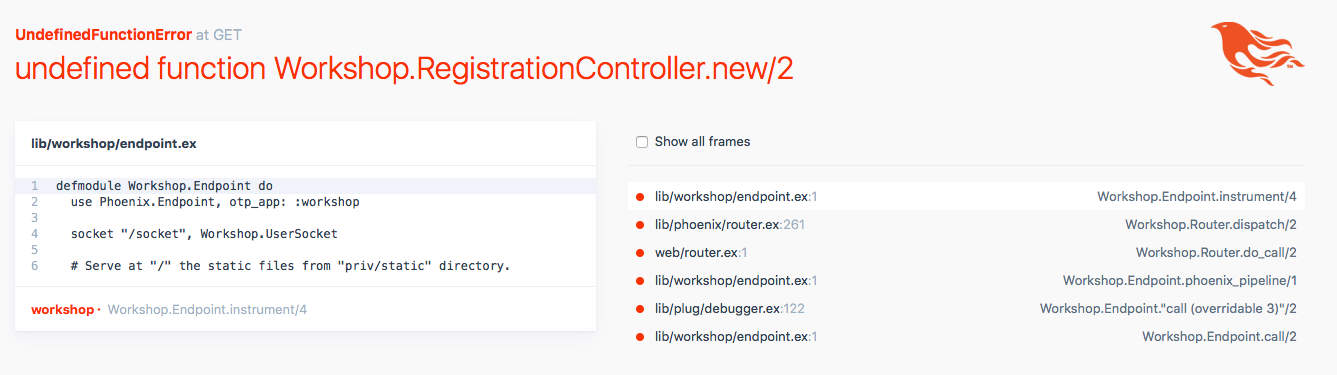 UndefinedFunctionError at GET
undefined function Workshop.RegistrationController.new/2
lib/workshop/endpoint.ex
1 defmodule Workshop.Endpoint do
2 use Phoenix.Endpoint, otp_app: :workshop
3
4 socket "/socket", Workshop.UserSocket
5
6 # Serve at "/" the static files from "priv/static" directory.
workshop · Workshop.Endpoint.instrument/4
Show all frames
lib/workshop/endpoint.ex:1 Workshop.Endpoint.instrument/4
lib/phoenix/router.ex:261 Workshop.Router.dispatch/2
web/router.ex:1 Workshop.Router.do_call/2
lib/workshop/endpoint.ex:1 Workshop.Endpoint.phoenix_pipeline/1
lib/plug/debugger.ex:122 Workshop.Endpoint."call (overridable 3)"/2
lib/workshop/endpoint.ex:1 Workshop.Endpoint.call/2